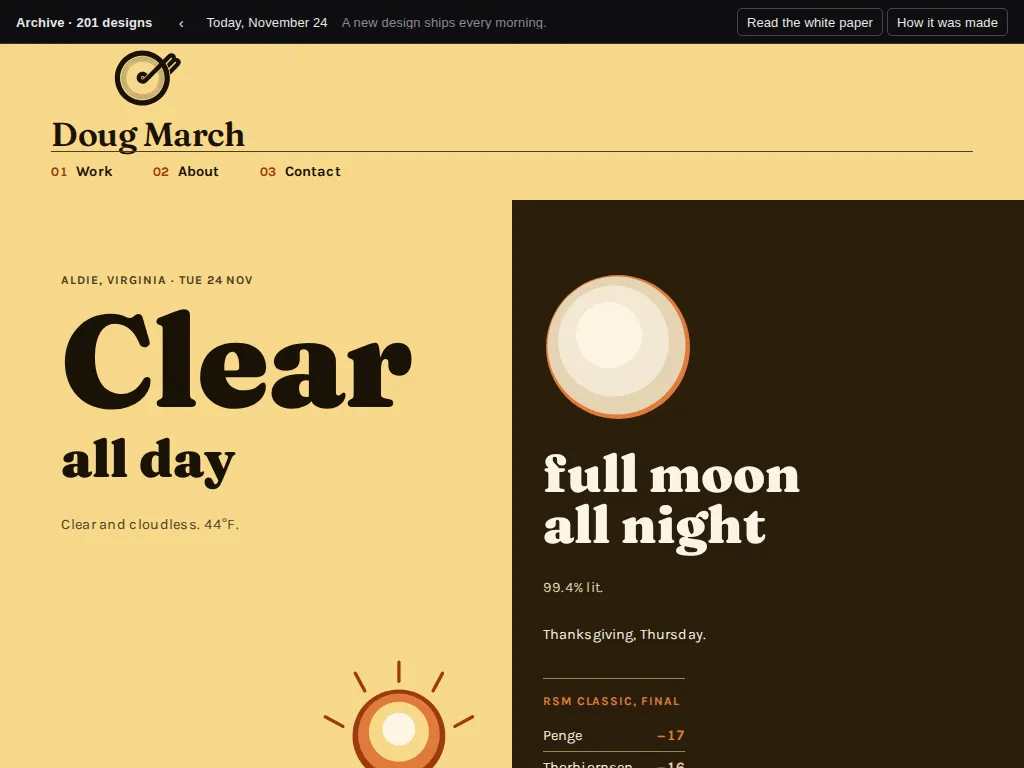 Archive · 201 designs
‹
Today, November 24
A new design ships every morning.
Read the white paper
How it was made
Doug March
01 Work
02 About
03 Contact
ALDIE, VIRGINIA · TUE 24 NOV
Clear
all day
Clear and cloudless. 44°F.
full moon
all night
99.4% lit.
Thanksgiving, Thursday.
RSM CLASSIC, FINAL
Penge −17
Thorbjornsen −16